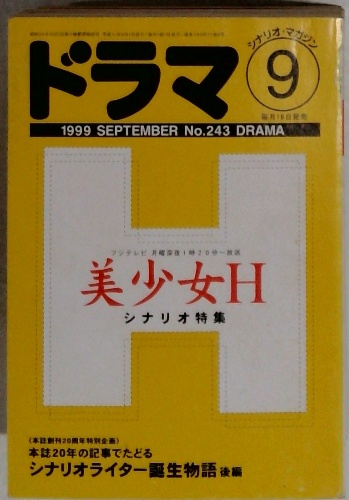 シナリオ・マガジン
ドラマ
9
毎月18日発売
1999 SEPTEMBER No.243 DRAMA
フジテレビ 月曜深夜1時20分〜放送
美少女H
シナリオ特集
(本誌創刊20周年特別企画)
本誌20年の記事でたどる
シナリオライター誕生物語 後編